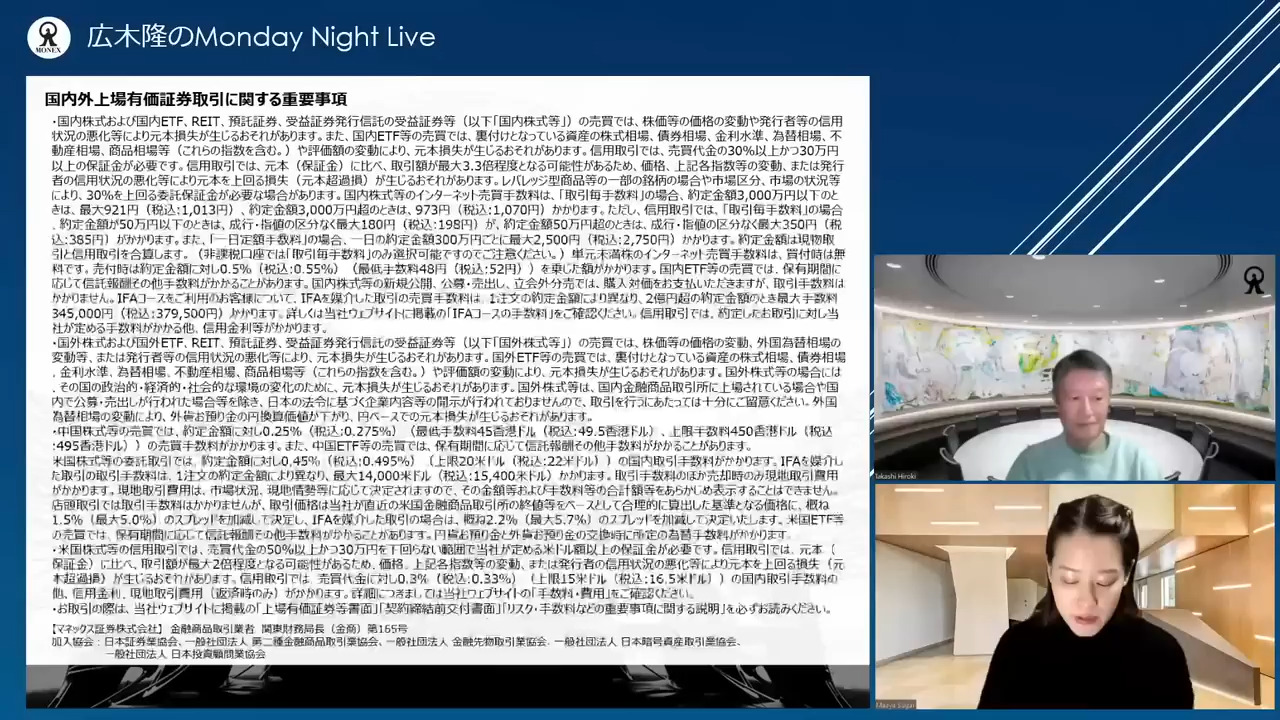 MONEX
広木隆のMonday Night Live
国内外上場有価証券取引に関する重要事項
・国内株式および国内ETF、REIT、預託証券、受益証券発行信託の受益証券等（以下「国内株式等」）の売買では、株価等の価格の変動や発行者等の信用
状況の悪化等により元本損失が生じるおそれがあります。また、国内ETF等の売買では、裏付けとなっている資産の株式相場、債券相場、金利水準、為替相場、不
動産相場、商品相場等（これらの指数を含む。）や評価額の変動により、元本損失が生じるおそれがあります。信用取引では、売買代金の30%以上かつ30万円
以上の保証金が必要です。信用取引では、元本（保証金）に比べ、取引額が最大3.3倍程度となる可能性があるため、価格、上記各指数等の変動、または発行
者の信用状況の悪化等により元本を上回る損失（元本超過損）が生じるおそれがあります。レバレッジ型商品等の一部の銘柄の場合や市場区分、市場の状況等
により、30%を上回る委託保証金が必要な場合があります。国内株式等のインターネット売買手数料は、「取引毎手数料」の場合、約定金額3,000万円以下のと
きは、最大921円（税込:1,013円）、約定金額3,000万円超のときは、973円（税込:1,070円）かかります。ただし、信用取引では、「取引毎手数料」の場合
、約定金額が50万円以下のときは、成行・指値の区分なく最大180円（税込:198円）が、約定金額50万円超のときは、成行・指値の区分なく最大350円（税
込:385円）がかかります。また、「一日定額手数料」の場合、一日の約定金額300万円ごとに最大2,500円（税込:2,750円）かかります。約定金額は現物取
引と信用取引を合算します。（非課税口座では「取引毎手数料」のみ選択可能ですのでご注意ください。）単元未満株のインターネット売買手数料は、買付時は無
料です。売付時は約定金額に対し0.5%（税込:0.55%）（最低手数料48円（税込:52円））を乗じた額がかかります。国内ETF等の売買では、保有期間に
応じて信託報酬その他手数料がかかることがあります。国内株式等の新規公開、公募・売出し、立会外分売では、購入対価をお支払いただきますが、取引手数料は
かかりません。IFAコースをご利用のお客様について、IFAを媒介した取引の売買手数料は、1注文の約定金額により異なり、2億円超の約定金額のとき最大手数料
345,000円（税込:379,500円）かかります。詳しくは当社ウェブサイトに掲載の「IFAコースの手数料」をご確認ください。信用取引では、約定したお取引に対し当
社が定める手数料がかかる他、信用金利等がかかります。
・国外株式および国外ETF、REIT、預託証券、受益証券発行信託の受益証券等（以下「国外株式等」）の売買では、株価等の価格の変動、外国為替相場の
変動等、または発行者等の信用状況の悪化等により、元本損失が生じるおそれがあります。国外ETF等の売買では、裏付けとなっている資産の株式相場、債券相場
、金利水準、為替相場、不動産相場、商品相場等（これらの指数を含む。）や評価額の変動により、元本損失が生じるおそれがあります。国外株式等の場合には
、その国の政治的・経済的・社会的な環境の変化のために、元本損失が生じるおそれがあります。国外株式等は、国内金融商品取引所に上場されている場合や国
内で公募・売出しが行われた場合等を除き、日本の法令に基づく企業内容等の開示が行われておりませんので、取引を行うにあたっては十分にご留意ください。外国
為替相場の変動により、外貨お預り金の円換算価値が下がり、円ベースでの元本損失が生じるおそれがあります。
・中国株式等の売買では、約定金額に対し0.25%（税込:0.275%）（最低手数料45香港ドル（税込:49.5香港ドル）、上限手数料450香港ドル（税込
:495香港ドル））の売買手数料がかかります。また、中国ETF等の売買では、保有期間に応じて信託報酬その他手数料がかかることがあります。
米国株式等の委託取引では、約定金額に対し0.45%（税込:0.495%）（上限20米ドル（税込:22米ドル））の国内取引手数料がかかります。IFAを媒介し
た取引の取引手数料は、1注文の約定金額により異なり、最大14,000米ドル（税込:15,400米ドル）かかります。取引手数料のほか売却時のみ現地取引費用
がかかります。現地取引費用は、市場状況、現地情勢等に応じて決定されますので、その金額等および手数料等の合計額等をあらかじめ表示することはできません。
店頭取引では取引手数料はかかりませんが、取引価格は当社が直近の米国金融商品取引所の終値等をベースとして合理的に算出した基準となる価格に、概ね
1.5%（最大5.0%）のスプレッドを加減して決定し、IFAを媒介した取引の場合は、概ね2.2%（最大5.7%）のスプレッドを加減して決定いたします。米国ETF等
の売買では、保有期間に応じて信託報酬その他手数料がかかることがあります。円貨お預り金と外貨お預り金の交換時に所定の為替手数料がかかります。
・米国株式等の信用取引では、売買代金の50%以上かつ30万円を下回らない範囲で当社が定める米ドル額以上の保証金が必要です。信用取引では、元本（
保証金）に比べ、取引額が最大2倍程度となる可能性があるため、価格、上記各指数等の変動、または発行者の信用状況の悪化等により元本を上回る損失（元
本超過損）が生じるおそれがあります。信用取引では、売買代金に対し0.3%（税込:0.33%）（上限15米ドル（税込:16.5米ドル））の国内取引手数料の
他、信用金利、現地取引費用（返済時のみ）がかかります。詳細につきましては当社ウェブサイトの「手数料・費用」をご確認ください。
・お取引の際は、当社ウェブサイトに掲載の「上場有価証券等書面」「契約締結前交付書面」「リスク・手数料などの重要事項に関する説明」を必ずお読みください。
【マネックス証券株式会社】 金融商品取引業者 関東財務局長（金商）第165号
加入協会：日本証券業協会、一般社団法人 第二種金融商品取引業協会、一般社団法人 金融先物取引業協会、一般社団法人 日本暗号資産取引業協会、
一般社団法人 日本投資顧問業協会
Takashi Hiroki